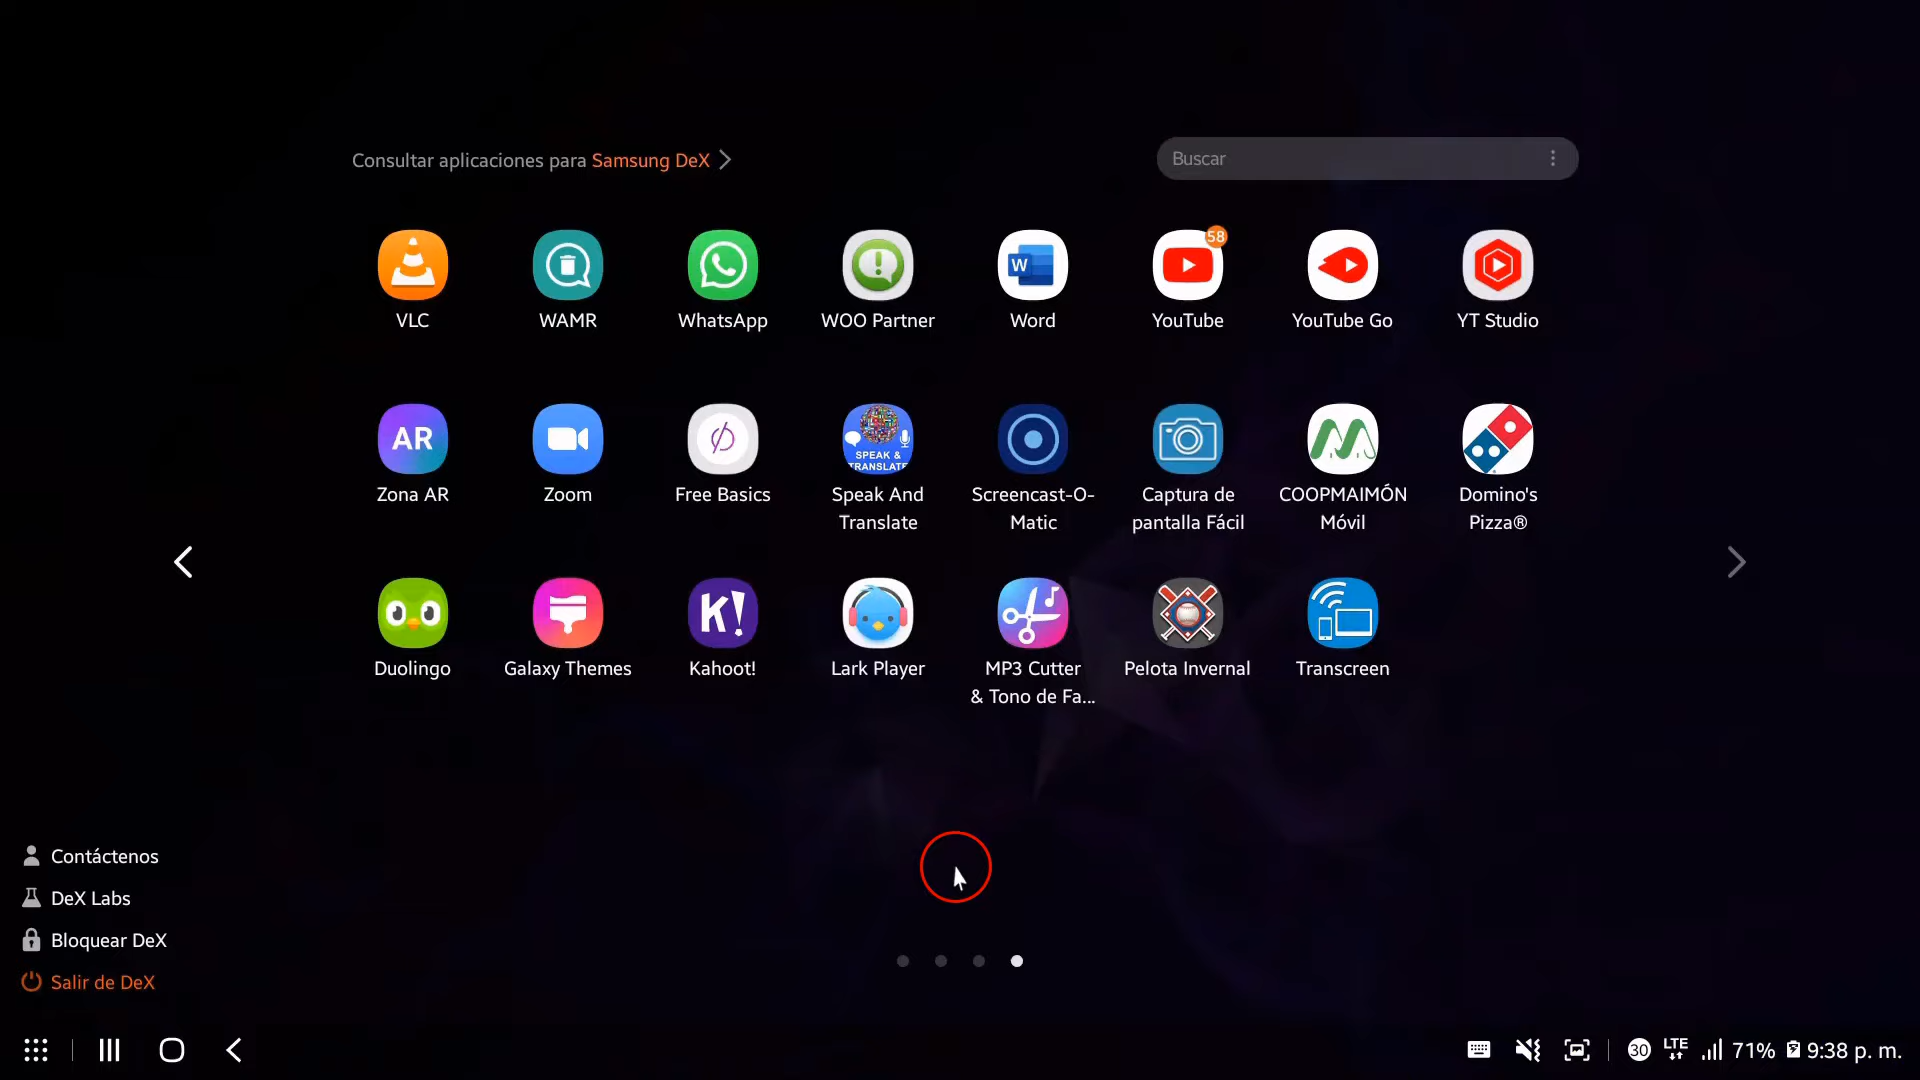 Consultar aplicaciones para Samsung DeX
Buscar
58
W
VLC
WAMR
WhatsApp
WOO Partner
Word
YouTube
YouTube Go
YT Studio
AR
SPEAK &
TRANSLATE
Zona AR
Zoom
Free Basics
Speak And
Translate
Screencast-O-
Matic
Captura de
pantalla Fácil
COOPMAIMÓN
Móvil
Domino's
Pizza®
K!
Duolingo
Galaxy Themes
Kahoot!
Lark Player
MP3 Cutter
& Tono de Fa...
Pelota Invernal
Transcreen
Contáctenos
DeX Labs
Bloquear DeX
Salir de DeX
30 LTE 71% 9:38 p. m.